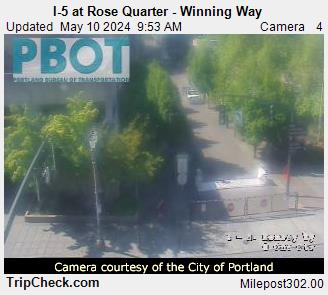 I-5 at Rose Quarter - Winning Way
Updated May 10 2024 9:53 AM Camera 4
PBOT
PORTLAND BUREAU OF TRANSPORTATION
Camera courtesy of the City of Portland
TripCheck.com Milepost302.00